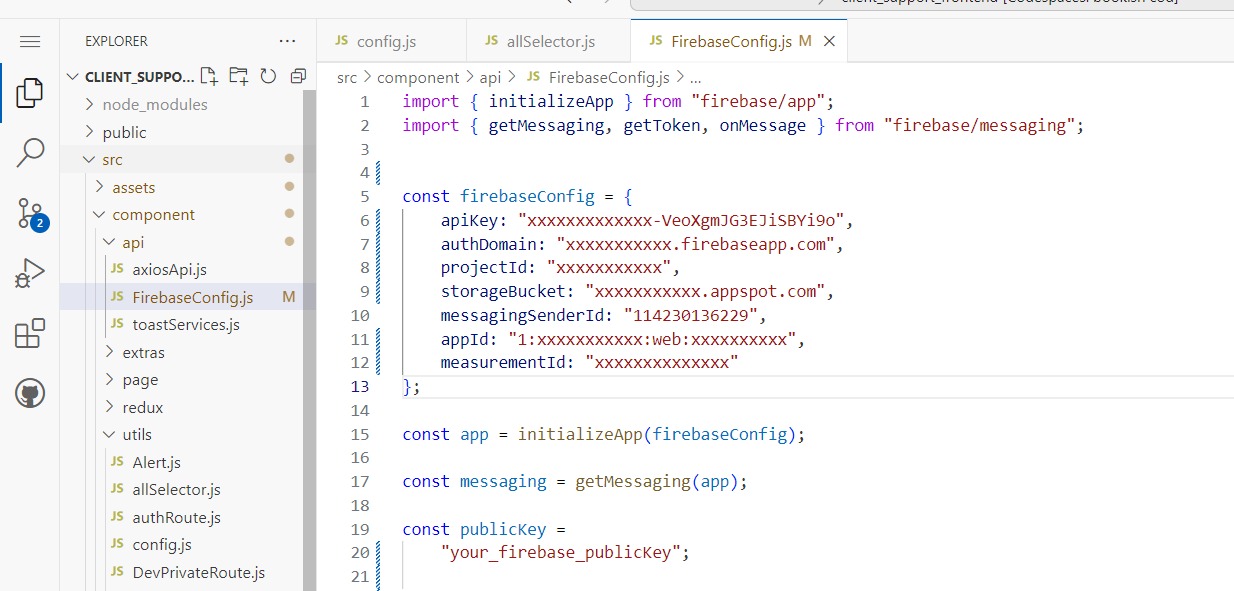 EXPLORER
CLIENT_SUPPO...
node_modules
public
src
assets
component
api
JS axiosApi.js
JS FirebaseConfig.js M
JS toastServices.js
extras
page
redux
utils
JS Alert.js
JS allSelector.js
JS authRoute.js
JS config.js
JS DevPrivateRoute.js
2
JS config.js
JS allSelector.js
JS FirebaseConfig.js M
src > component > api > JS FirebaseConfig.js > ...
1 import { initializeApp } from "firebase/app";
2 import { getMessaging, getToken, onMessage } from "firebase/messaging";
3
4
5 const firebaseConfig = {
6 apiKey: "xxxxxxxxxxxxx-VeoXgmJG3EJiSBYi9o",
7 authDomain: "xxxxxxxxxxx.firebaseapp.com",
8 projectId: "xxxxxxxxxxx",
9 storageBucket: "xxxxxxxxxxx.appspot.com",
10 messagingSenderId: "114230136229",
11 appId: "1:xxxxxxxxxxx:web:xxxxxxxxxx",
12 measurementId: "xxxxxxxxxxxxxx"
13 };
14
15 const app = initializeApp(firebaseConfig);
16
17 const messaging = getMessaging(app);
18
19 const publicKey =
20 "your_firebase_publicKey";
21